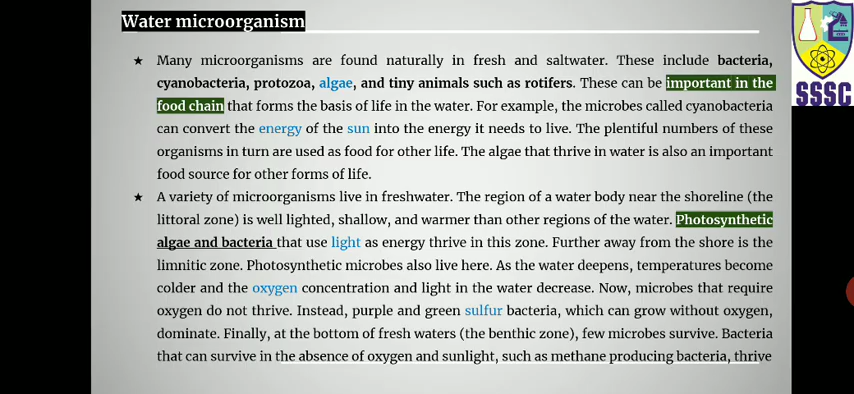 Water microorganism
★ Many microorganisms are found naturally in fresh and saltwater. These include bacteria,
cyanobacteria, protozoa, algae, and tiny animals such as rotifers. These can be important in the
food chain that forms the basis of life in the water. For example, the microbes called cyanobacteria
can convert the energy of the sun into the energy it needs to live. The plentiful numbers of these
organisms in turn are used as food for other life. The algae that thrive in water is also an important
food source for other forms of life.
★ A variety of microorganisms live in freshwater. The region of a water body near the shoreline (the
littoral zone) is well lighted, shallow, and warmer than other regions of the water. Photosynthetic
algae and bacteria that use light as energy thrive in this zone. Further away from the shore is the
limnitic zone. Photosynthetic microbes also live here. As the water deepens, temperatures become
colder and the oxygen concentration and light in the water decrease. Now, microbes that require
oxygen do not thrive. Instead, purple and green sulfur bacteria, which can grow without oxygen,
dominate. Finally, at the bottom of fresh waters (the benthic zone), few microbes survive. Bacteria
that can survive in the absence of oxygen and sunlight, such as methane producing bacteria, thrive
SSSC